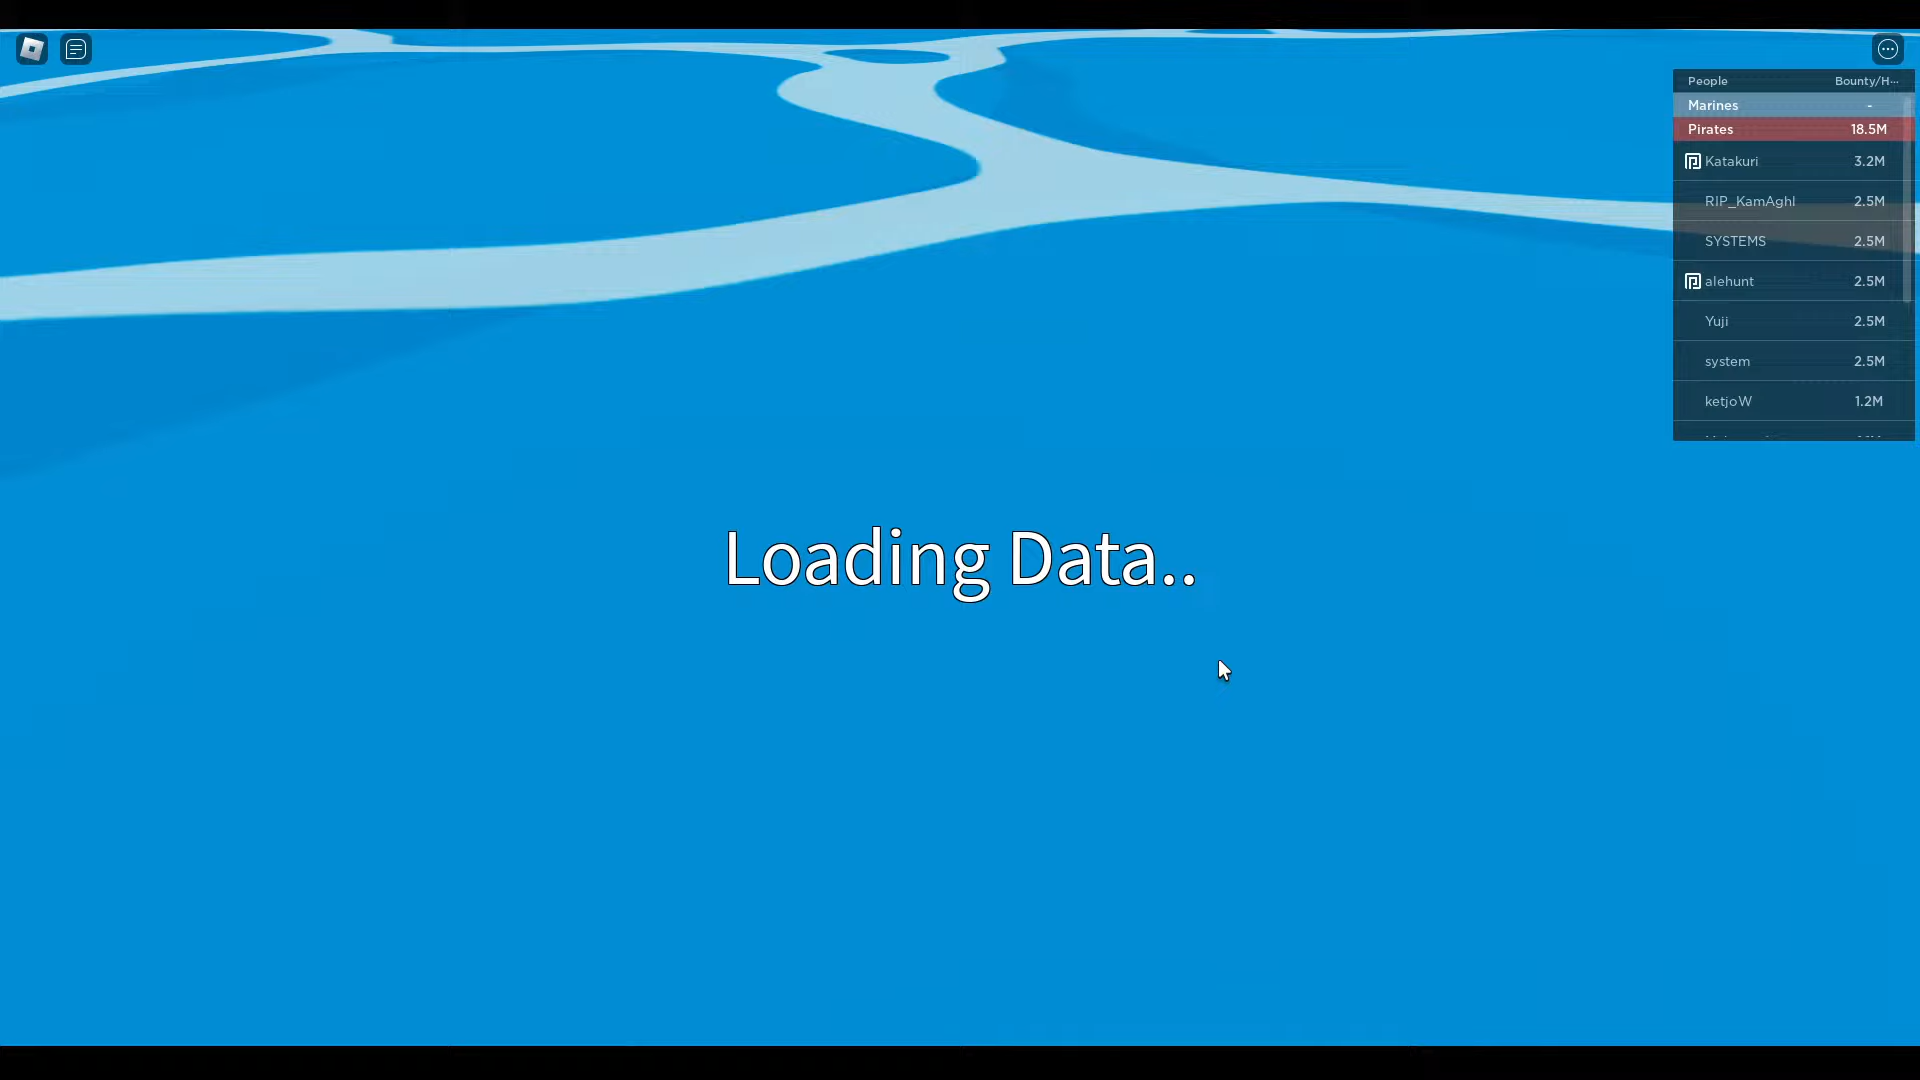 People Bounty/H...
Marines -
Pirates 18.5M
Katakuri 3.2M
RIP_KamAghl 2.5M
SYSTEMS 2.5M
alehunt 2.5M
Yuji 2.5M
system 2.5M
ketjoW 1.2M
Loading Data..